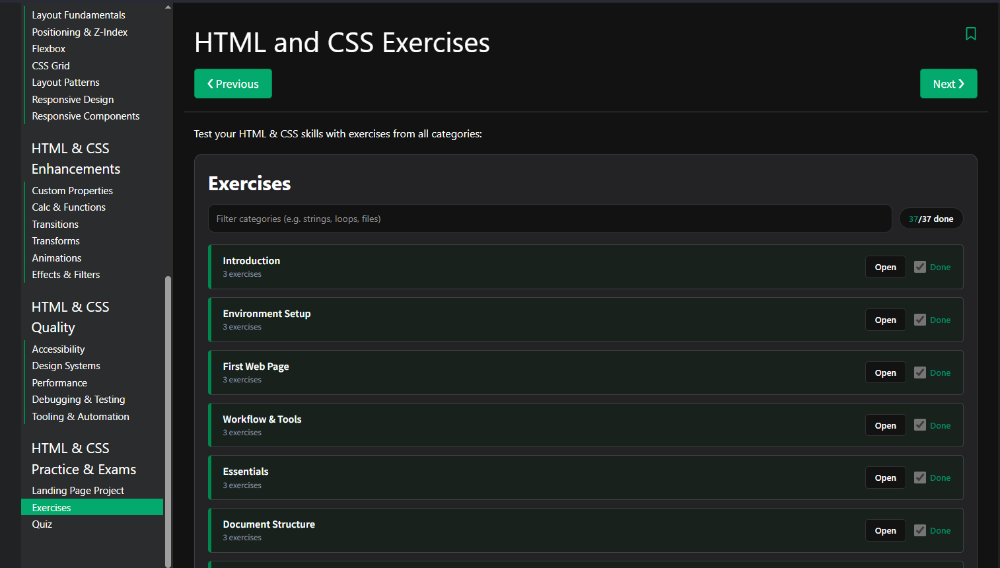 Layout Fundamentals
Positioning & Z-Index
Flexbox
CSS Grid
Layout Patterns
Responsive Design
Responsive Components
HTML & CSS
Enhancements
Custom Properties
Calc & Functions
Transitions
Transforms
Animations
Effects & Filters
HTML & CSS
Quality
Accessibility
Design Systems
Performance
Debugging & Testing
Tooling & Automation
HTML & CSS
Practice & Exams
Landing Page Project
Exercises
Quiz
HTML and CSS Exercises
❮ Previous
Next ❯
Test your HTML & CSS skills with exercises from all categories:
Exercises
Filter categories (e.g. strings, loops, files)
37/37 done
Introduction
3 exercises
Open
Done
Environment Setup
3 exercises
Open
Done
First Web Page
3 exercises
Open
Done
Workflow & Tools
3 exercises
Open
Done
Essentials
3 exercises
Open
Done
Document Structure
3 exercises
Open
Done